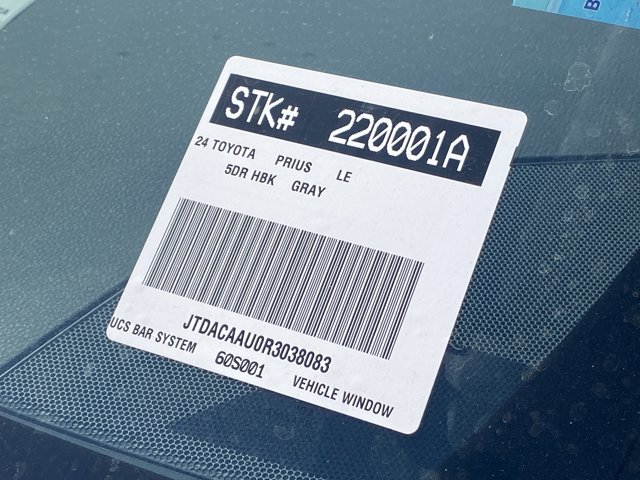 STK# 220001A
24 TOYOTA PRIUS LE
5DR HBK GRAY
JTDACAAU0R3038083
UCS BAR SYSTEM 60S001 VEHICLE WINDOW
B